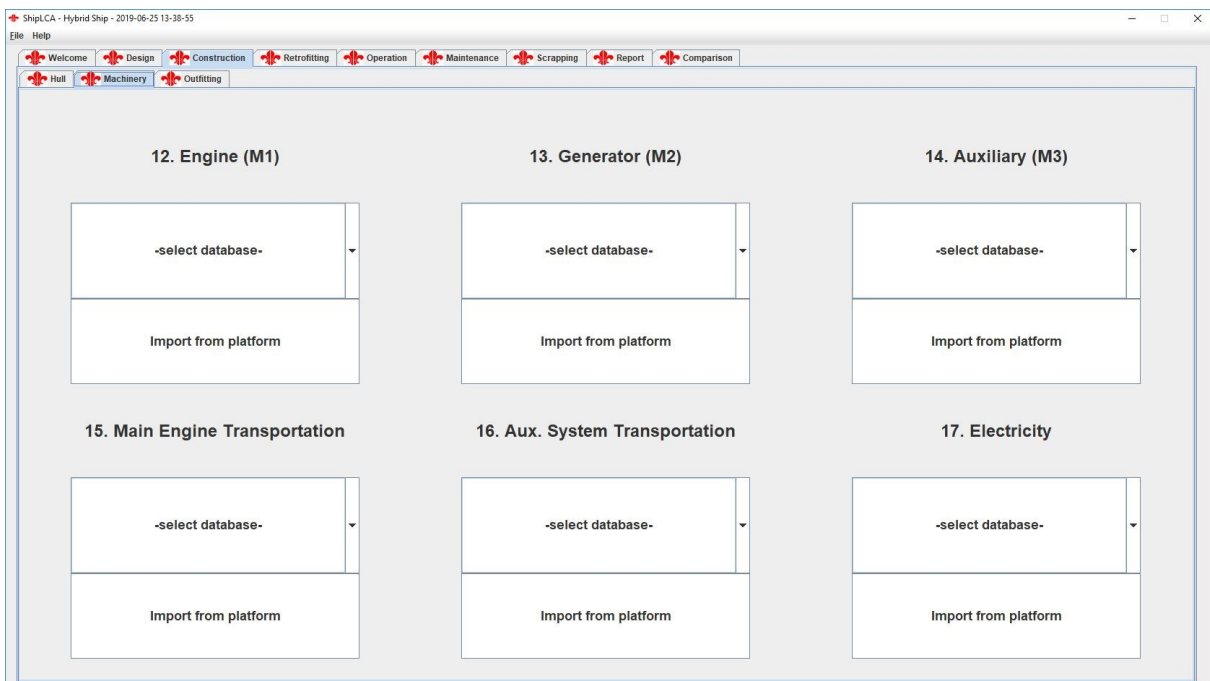 ShipLCA - Hybrid Ship - 2019-06-25 13-38-55
File Help
Welcome Design Construction Retrofitting Operation Maintenance Scrapping Report Comparison
Hull Machinery Outfitting
12. Engine (M1) 13. Generator (M2) 14. Auxiliary (M3)
-select database- -select database- -select database-
Import from platform Import from platform Import from platform
15. Main Engine Transportation 16. Aux. System Transportation 17. Electricity
-select database- -select database- -select database-
Import from platform Import from platform Import from platform